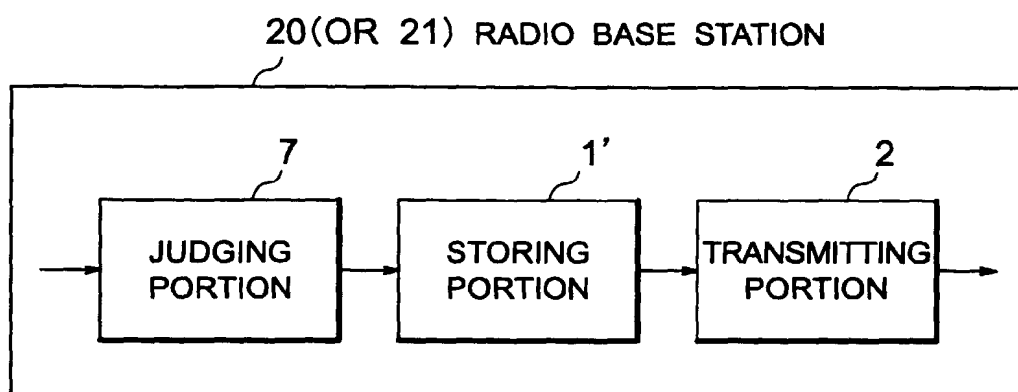 20(OR 21) RADIO BASE STATION
7
1'
2
JUDGING
PORTION
STORING
PORTION
TRANSMITTING
PORTION